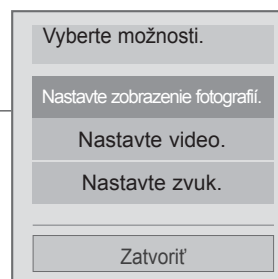 Vyberte možnosti.
Nastavte zobrazenie fotografií.
Nastavte video.
Nastavte zvuk.
Zatvoriť